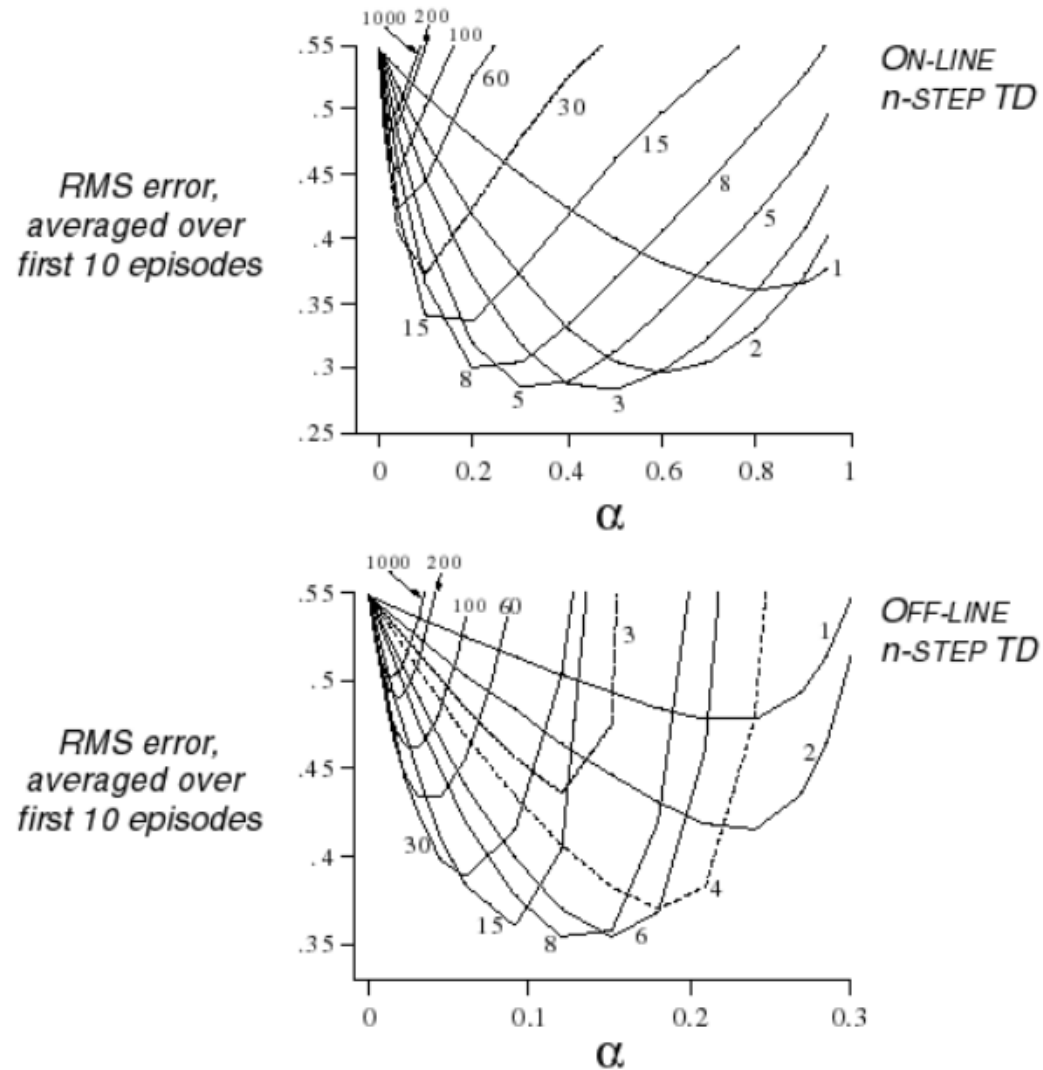 1000 200
100
60
30
15
8
5
1
2
3
5
8
15
.55
.5
.45
.4
.35
.3
.25
0 0.2 0.4 0.6 0.8 1
α
RMS error,
averaged over
first 10 episodes
ON-LINE
n-STEP TD
1000 200
100 60
3
1
2
4
6
8
15
30
.55
.5
.45
.4
.35
0 0.1 0.2 0.3
α
RMS error,
averaged over
first 10 episodes
OFF-LINE
n-STEP TD